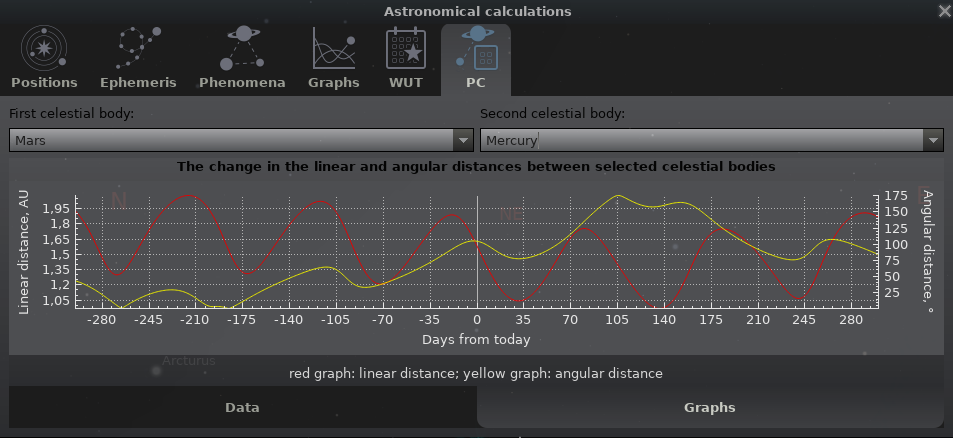 Astronomical calculations
Positions Ephemeris Phenomena Graphs WUT PC
First celestial body: Second celestial body:
Mars Mercury
The change in the linear and angular distances between selected celestial bodies
N
Linear distance, AU
1,95
1,8
1,65
1,5
1,35
1,2
1,05
175
150
125
100
75
50
25
Angular distance, °
-280 -245 -210 -175 -140 -105 -70 -35 0 35 70 105 140 175 210 245 280
Days from today
Arcturus
red graph: linear distance; yellow graph: angular distance
Data Graphs